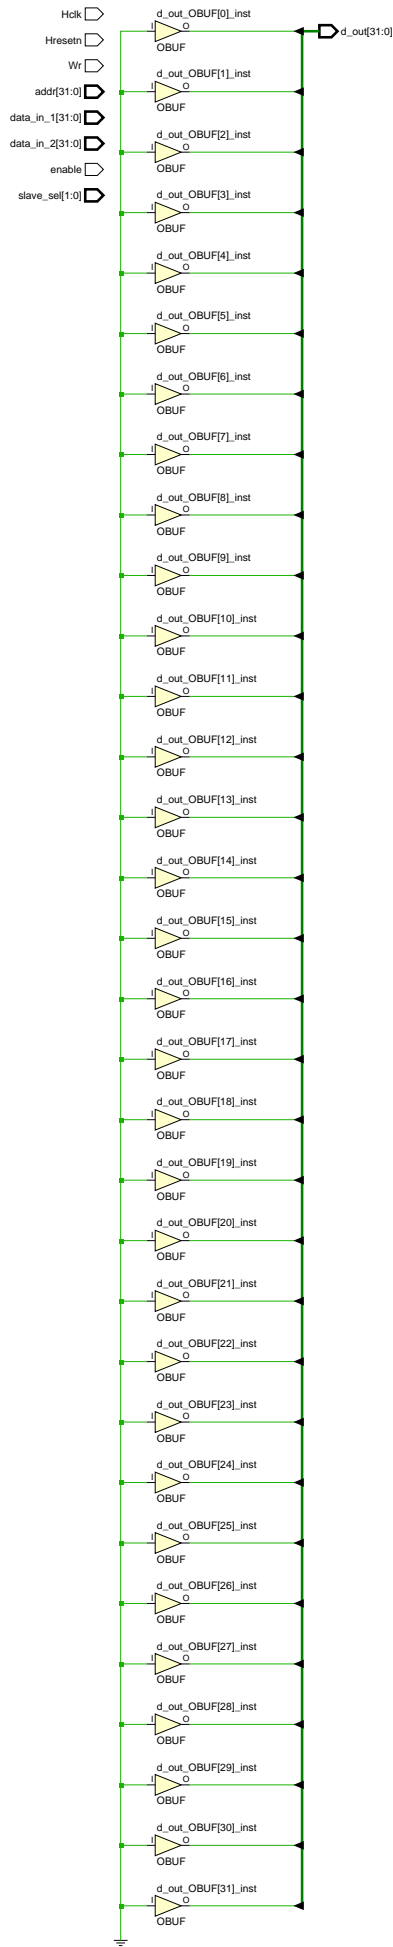 d_out_OBUF[0]_inst
Hclk
I
O
d_out[31:0]
OBUF
Hresetn
Wr
d_out_OBUF[1]_inst
addr[31:0]
I
O
OBUF
data_in_1[31:0]
d_out_OBUF[2]_inst
data_in_2[31:0]
I
O
OBUF
enable
d_out_OBUF[3]_inst
slave_sel[1:0]
I
O
OBUF
d_out_OBUF[4]_inst
I
O
OBUF
d_out_OBUF[5]_inst
I
O
OBUF
d_out_OBUF[6]_inst
I
O
OBUF
d_out_OBUF[7]_inst
I
O
OBUF
d_out_OBUF[8]_inst
I
O
OBUF
d_out_OBUF[9]_inst
I
O
OBUF
d_out_OBUF[10]_inst
I
O
OBUF
d_out_OBUF[11]_inst
I
O
OBUF
d_out_OBUF[12]_inst
I
O
OBUF
d_out_OBUF[13]_inst
I
O
OBUF
d_out_OBUF[14]_inst
I
O
OBUF
d_out_OBUF[15]_inst
I
O
OBUF
d_out_OBUF[16]_inst
I
O
OBUF
d_out_OBUF[17]_inst
I
O
OBUF
d_out_OBUF[18]_inst
I
O
OBUF
d_out_OBUF[19]_inst
I
O
OBUF
d_out_OBUF[20]_inst
I
O
OBUF
d_out_OBUF[21]_inst
I
O
OBUF
d_out_OBUF[22]_inst
I
O
OBUF
d_out_OBUF[23]_inst
I
O
OBUF
d_out_OBUF[24]_inst
I
O
OBUF
d_out_OBUF[25]_inst
I
O
OBUF
d_out_OBUF[26]_inst
I
O
OBUF
d_out_OBUF[27]_inst
I
O
OBUF
d_out_OBUF[28]_inst
I
O
OBUF
d_out_OBUF[29]_inst
I
O
OBUF
d_out_OBUF[30]_inst
I
O
OBUF
d_out_OBUF[31]_inst
I
O
OBUF